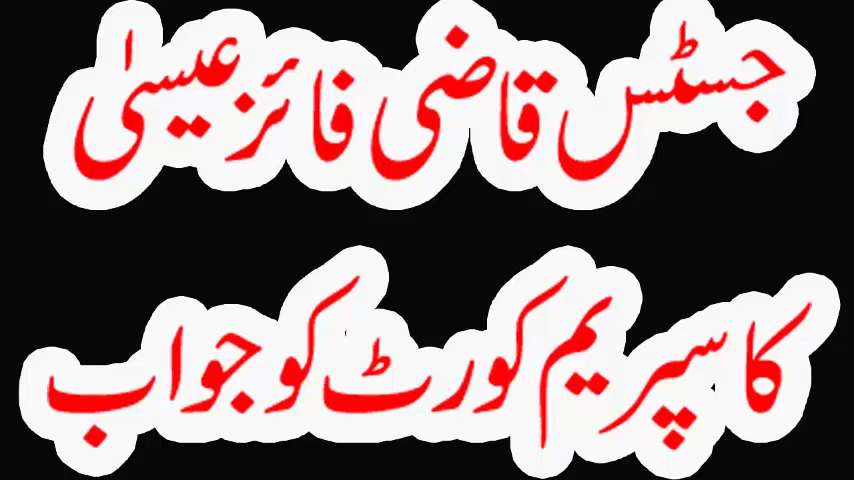 جسٹس قاضی فائز عیسیٰ
کا سپریم کورٹ کو جواب